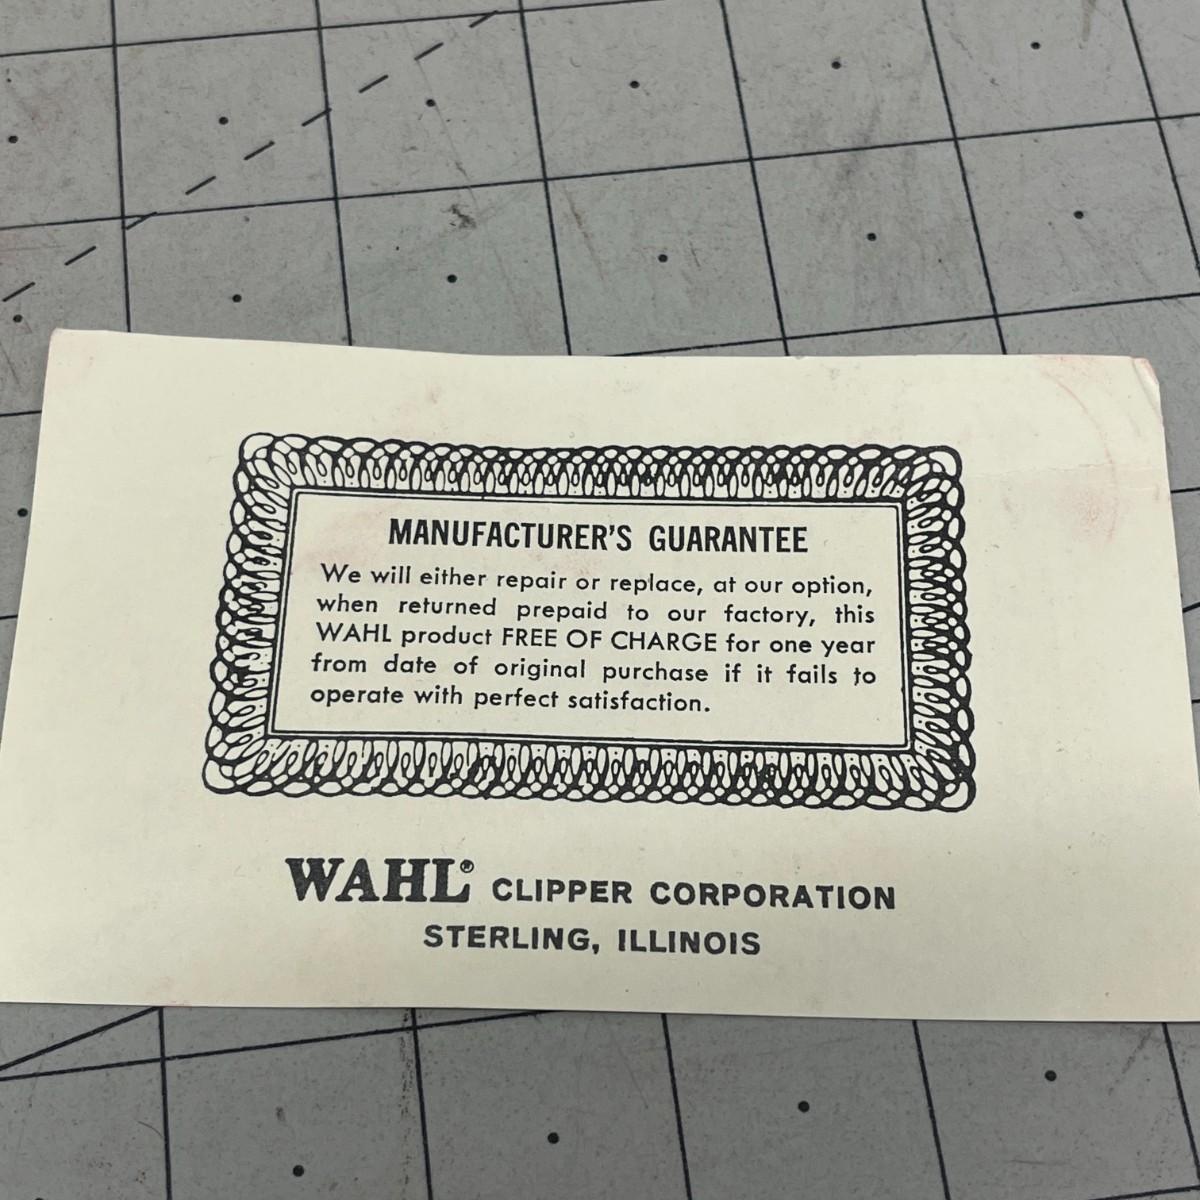 MANUFACTURER'S GUARANTEE
We will either repair or replace, at our option,
when returned prepaid to our factory, this
WAHL product FREE OF CHARGE for one year
from date of original purchase if it fails to
operate with perfect satisfaction.
WAHL® CLIPPER CORPORATION
STERLING, ILLINOIS